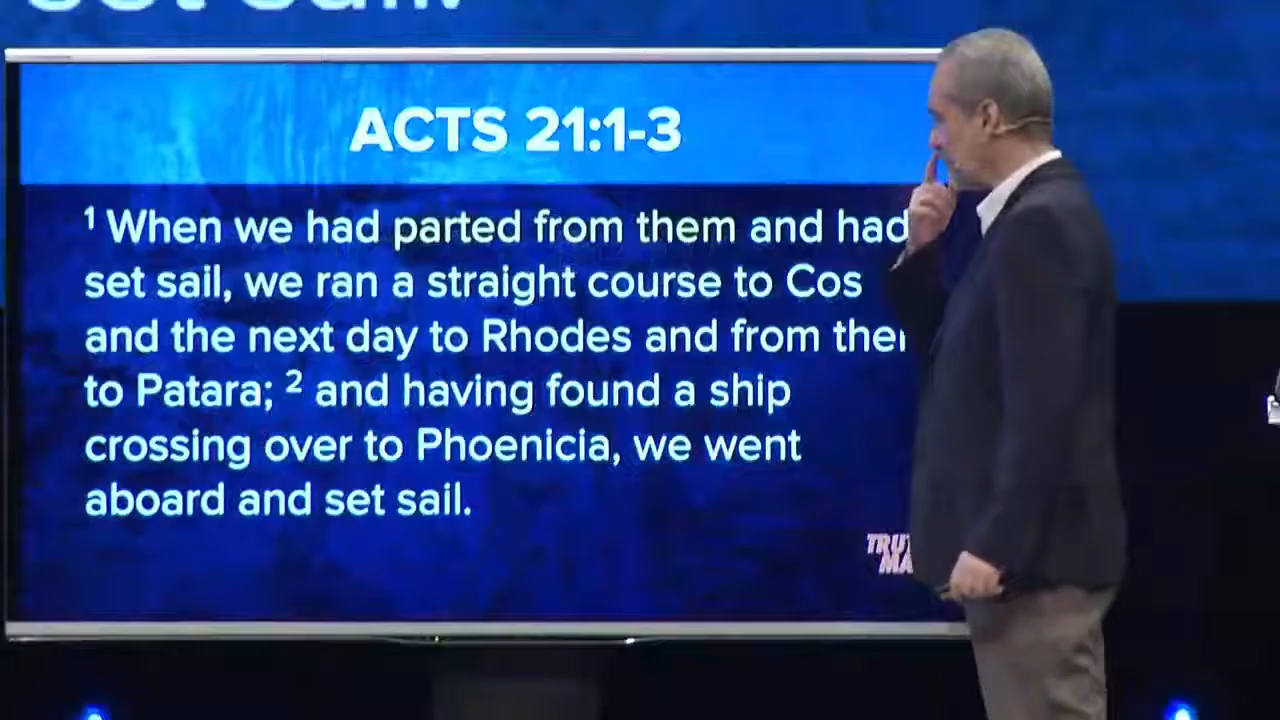 set sail.
ACTS 21:1-3
1 When we had parted from them and had
set sail, we ran a straight course to Cos
and the next day to Rhodes and from
to Patara; 2 and having found a ship
crossing over to Phoenicia, we went
aboard and set sail.